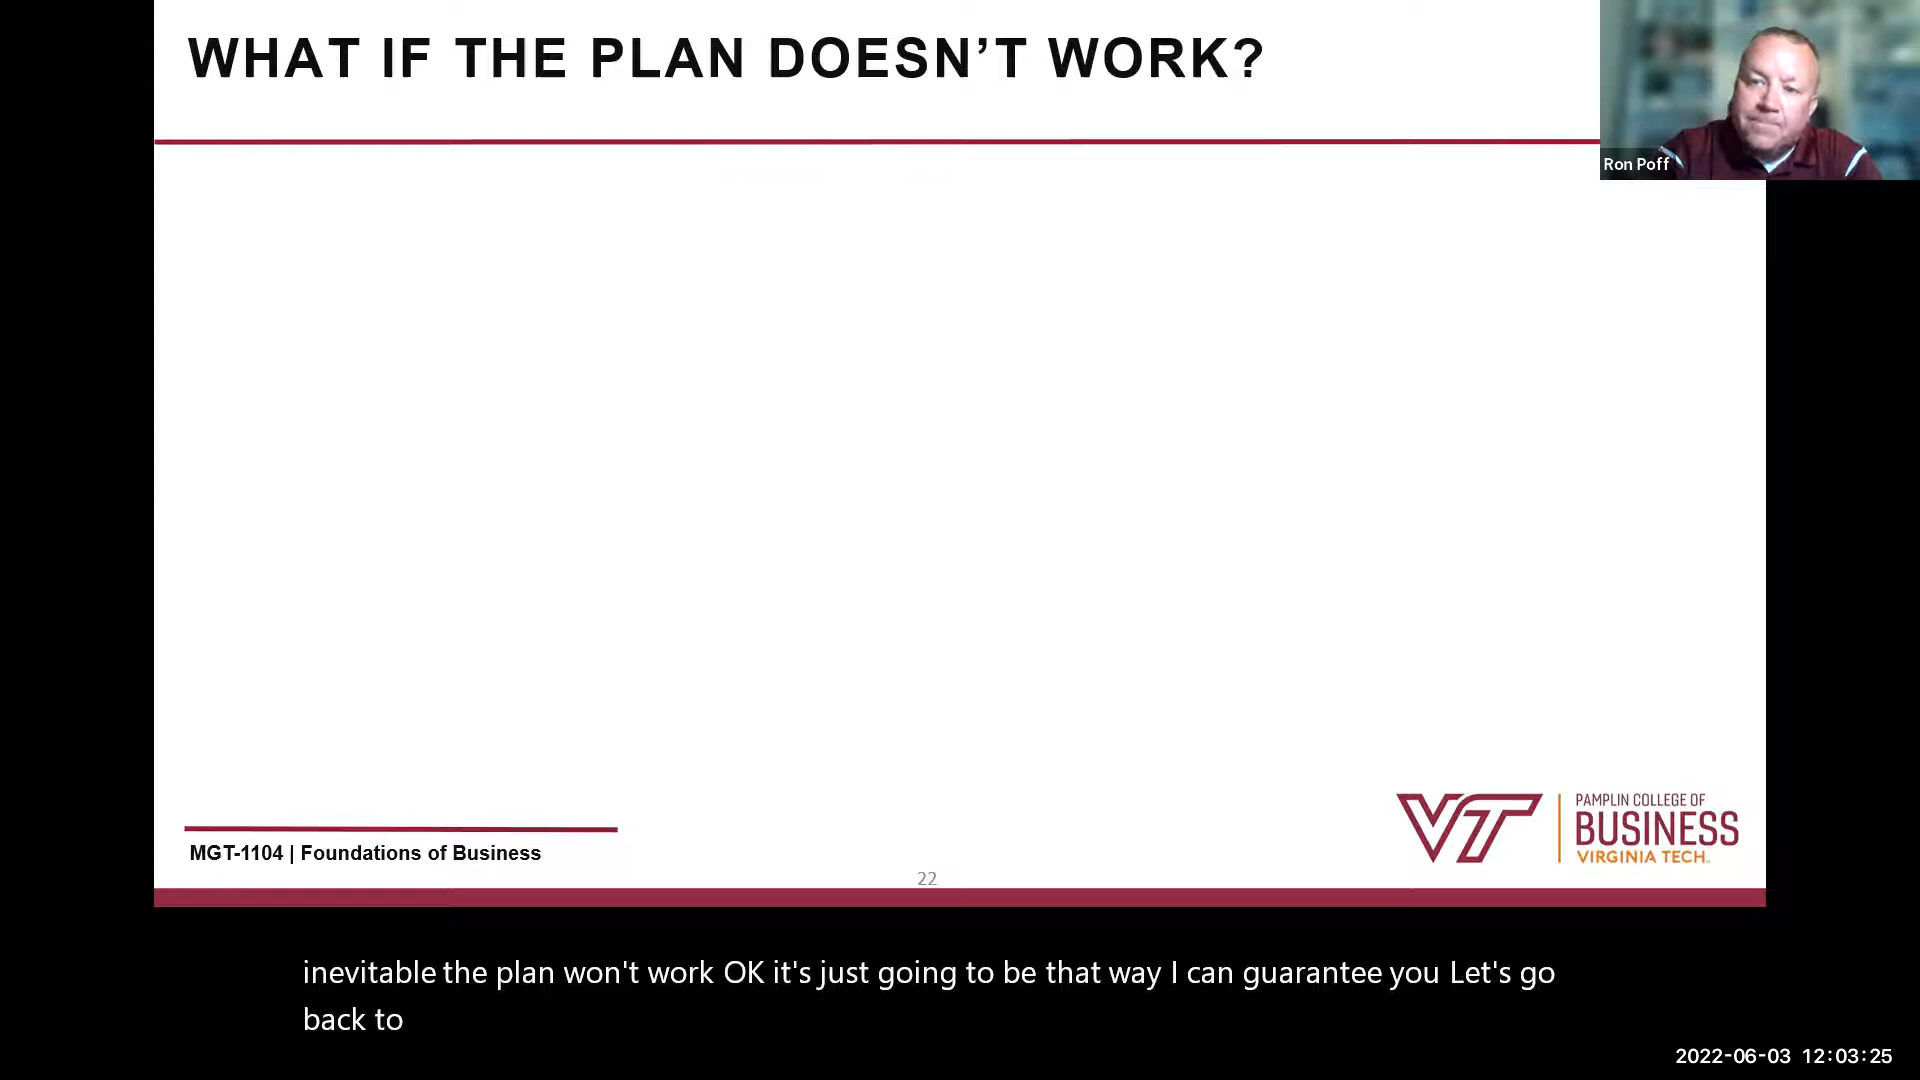 WHAT IF THE PLAN DOESN’T WORK?
Ron Poff
MGT-1104 | Foundations of Business
22
VT
PAMPLIN COLLEGE OF
BUSINESS
VIRGINIA TECH.
inevitable the plan won't work OK it's just going to be that way I can guarantee you Let's go
back to
2022-06-03 12:03:25